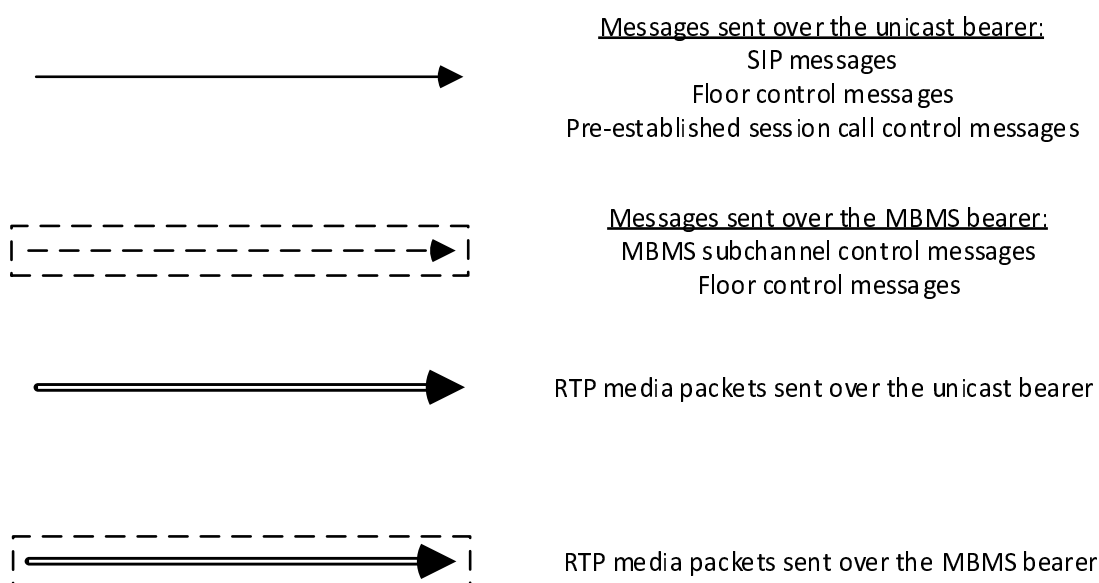 Messages sent over the unicast bearer:
SIP messages
Floor control messages
Pre-established session call control messages
Messages sent over the MBMS bearer:
MBMS subchannel control messages
Floor control messages
RTP media packets sent over the unicast bearer
RTP media packets sent over the MBMS bearer